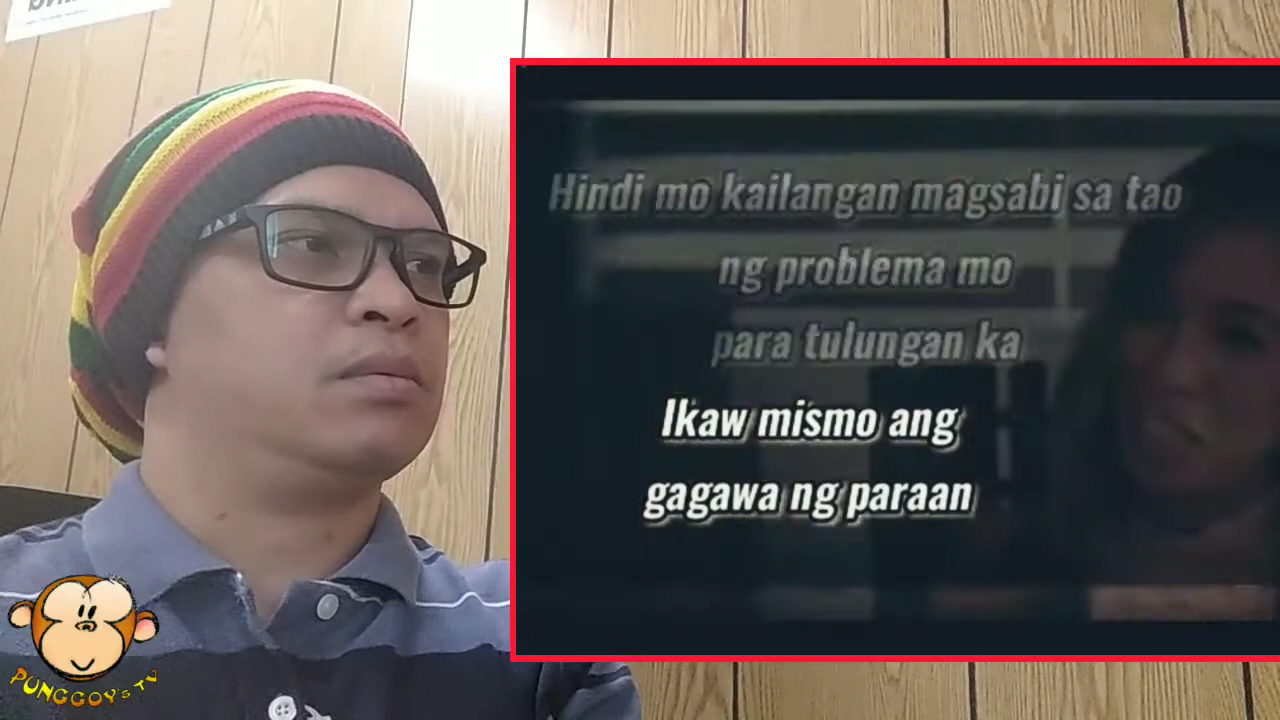 Hindi mo kailangan magsabi sa tao
ng problema mo
para tulungan ka
Ikaw mismo ang
gagawa ng paraan
PUNGGOY'S TV